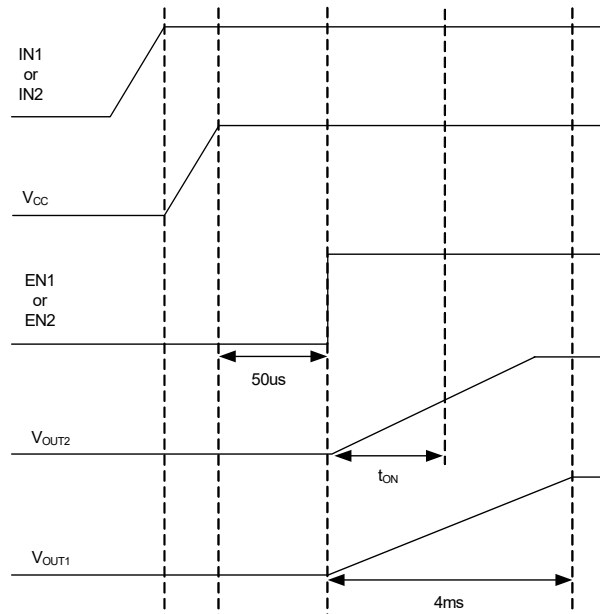 IN1
or
IN2
VCC
EN1
or
EN2
50us
VOUT2
tON
VOUT1
4ms